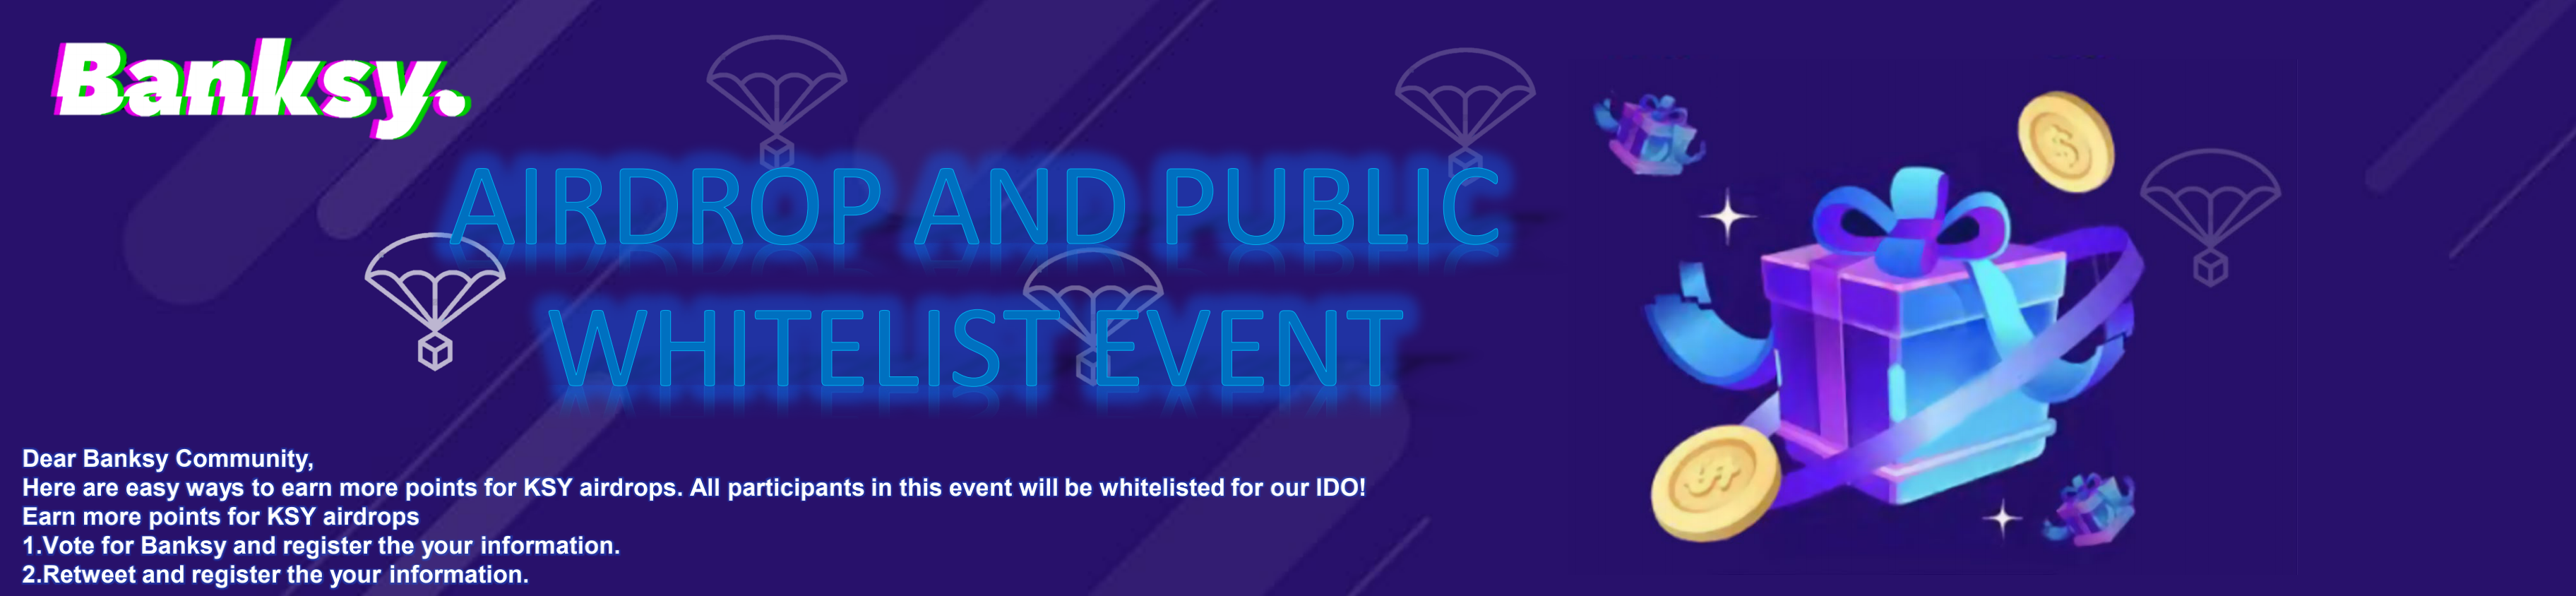 Banksy.
AIRDROP AND PUBLIC
WHITELIST EVENT
Dear Banksy Community,
Here are easy ways to earn more points for KSY airdrops. All participants in this event will be whitelisted for our IDO!
Earn more points for KSY airdrops
1.Vote for Banksy and register the your information.
2.Retweet and register the your information.